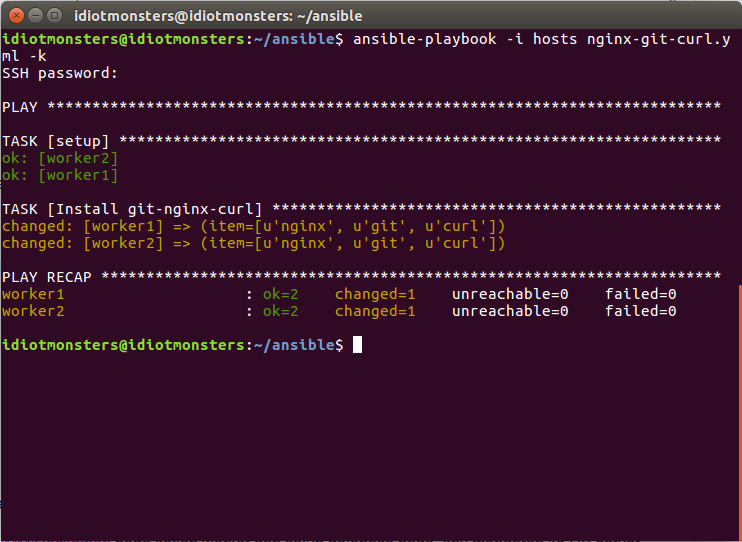 idiotmonsters@idiotmonsters: ~/ansible
idiotmonsters@idiotmonsters:~/ansible$ ansible-playbook -i hosts nginx-git-curl.y
ml -k
SSH password:
PLAY ***************************************************************************
TASK [setup] *******************************************************************
ok: [worker2]
ok: [worker1]
TASK [Install git-nginx-curl] **************************************************
changed: [worker1] => (item=[u'nginx', u'git', u'curl'])
changed: [worker2] => (item=[u'nginx', u'git', u'curl'])
PLAY RECAP *********************************************************************
worker1                    : ok=2    changed=1    unreachable=0    failed=0
worker2                    : ok=2    changed=1    unreachable=0    failed=0
idiotmonsters@idiotmonsters:~/ansible$